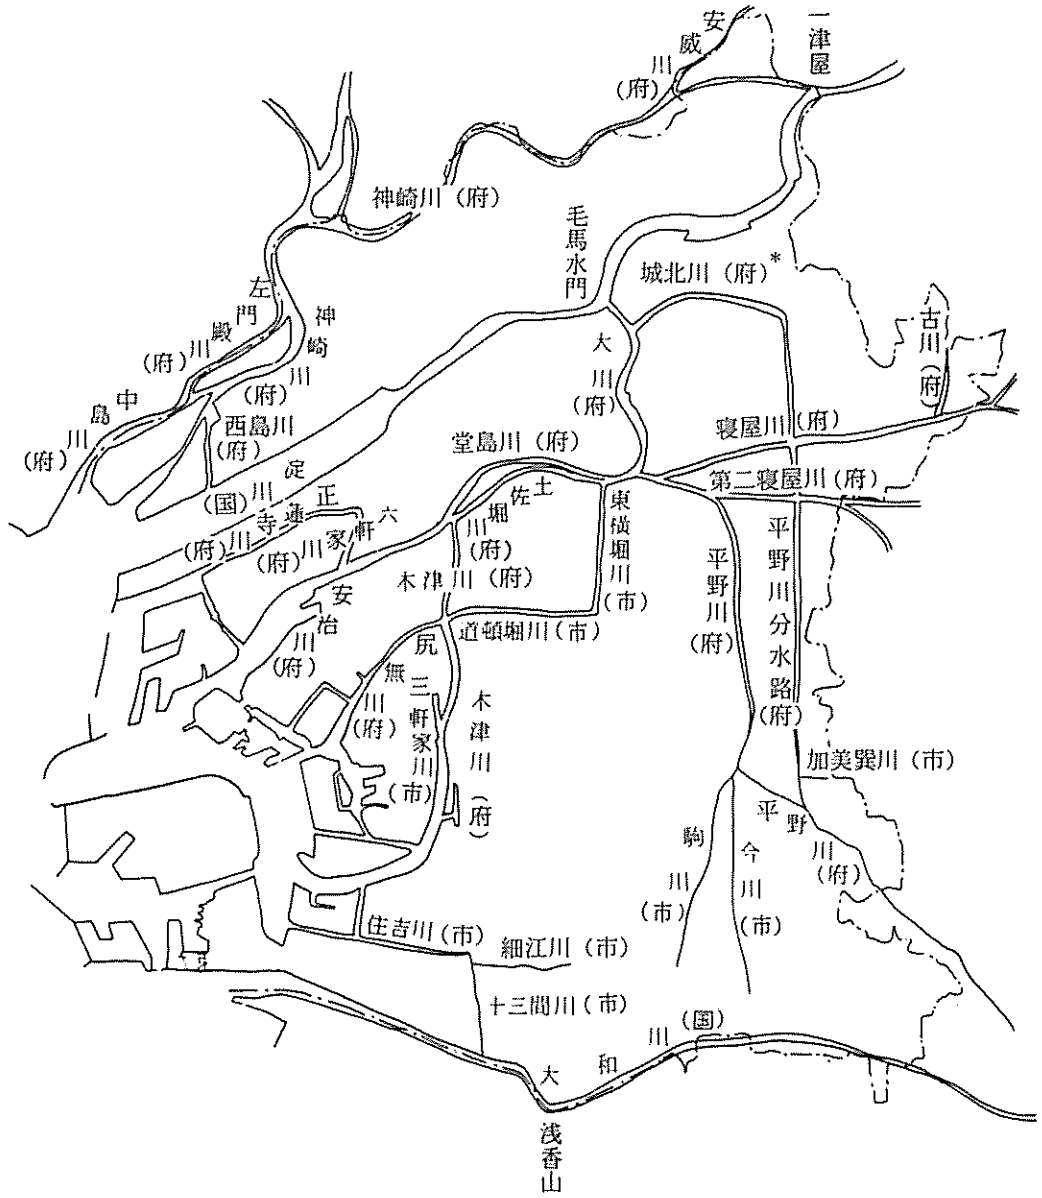 一津屋
安威川(府)
神崎川(府)
毛馬水門
城北川(府)*
左門殿川(府)
神崎川(府)
古川(府)
大川(府)
中島川(府)
西島川(府)
堂島川(府)
寝屋川(府)
第二寝屋川(府)
淀川(国)
正蓮寺川(府)
六軒家川(府)
土佐堀川(府)
東横堀川(市)
平野川(府)
平野川分水路(府)
木津川(府)
安治川(府)
道頓堀川(市)
尻無川(府)
三軒家川(市)
木津川(府)
加美巽川(市)
平野川(府)
駒川(市)
今川(市)
住吉川(市)
細江川(市)
十三間川(市)
大和川(国)
浅香山